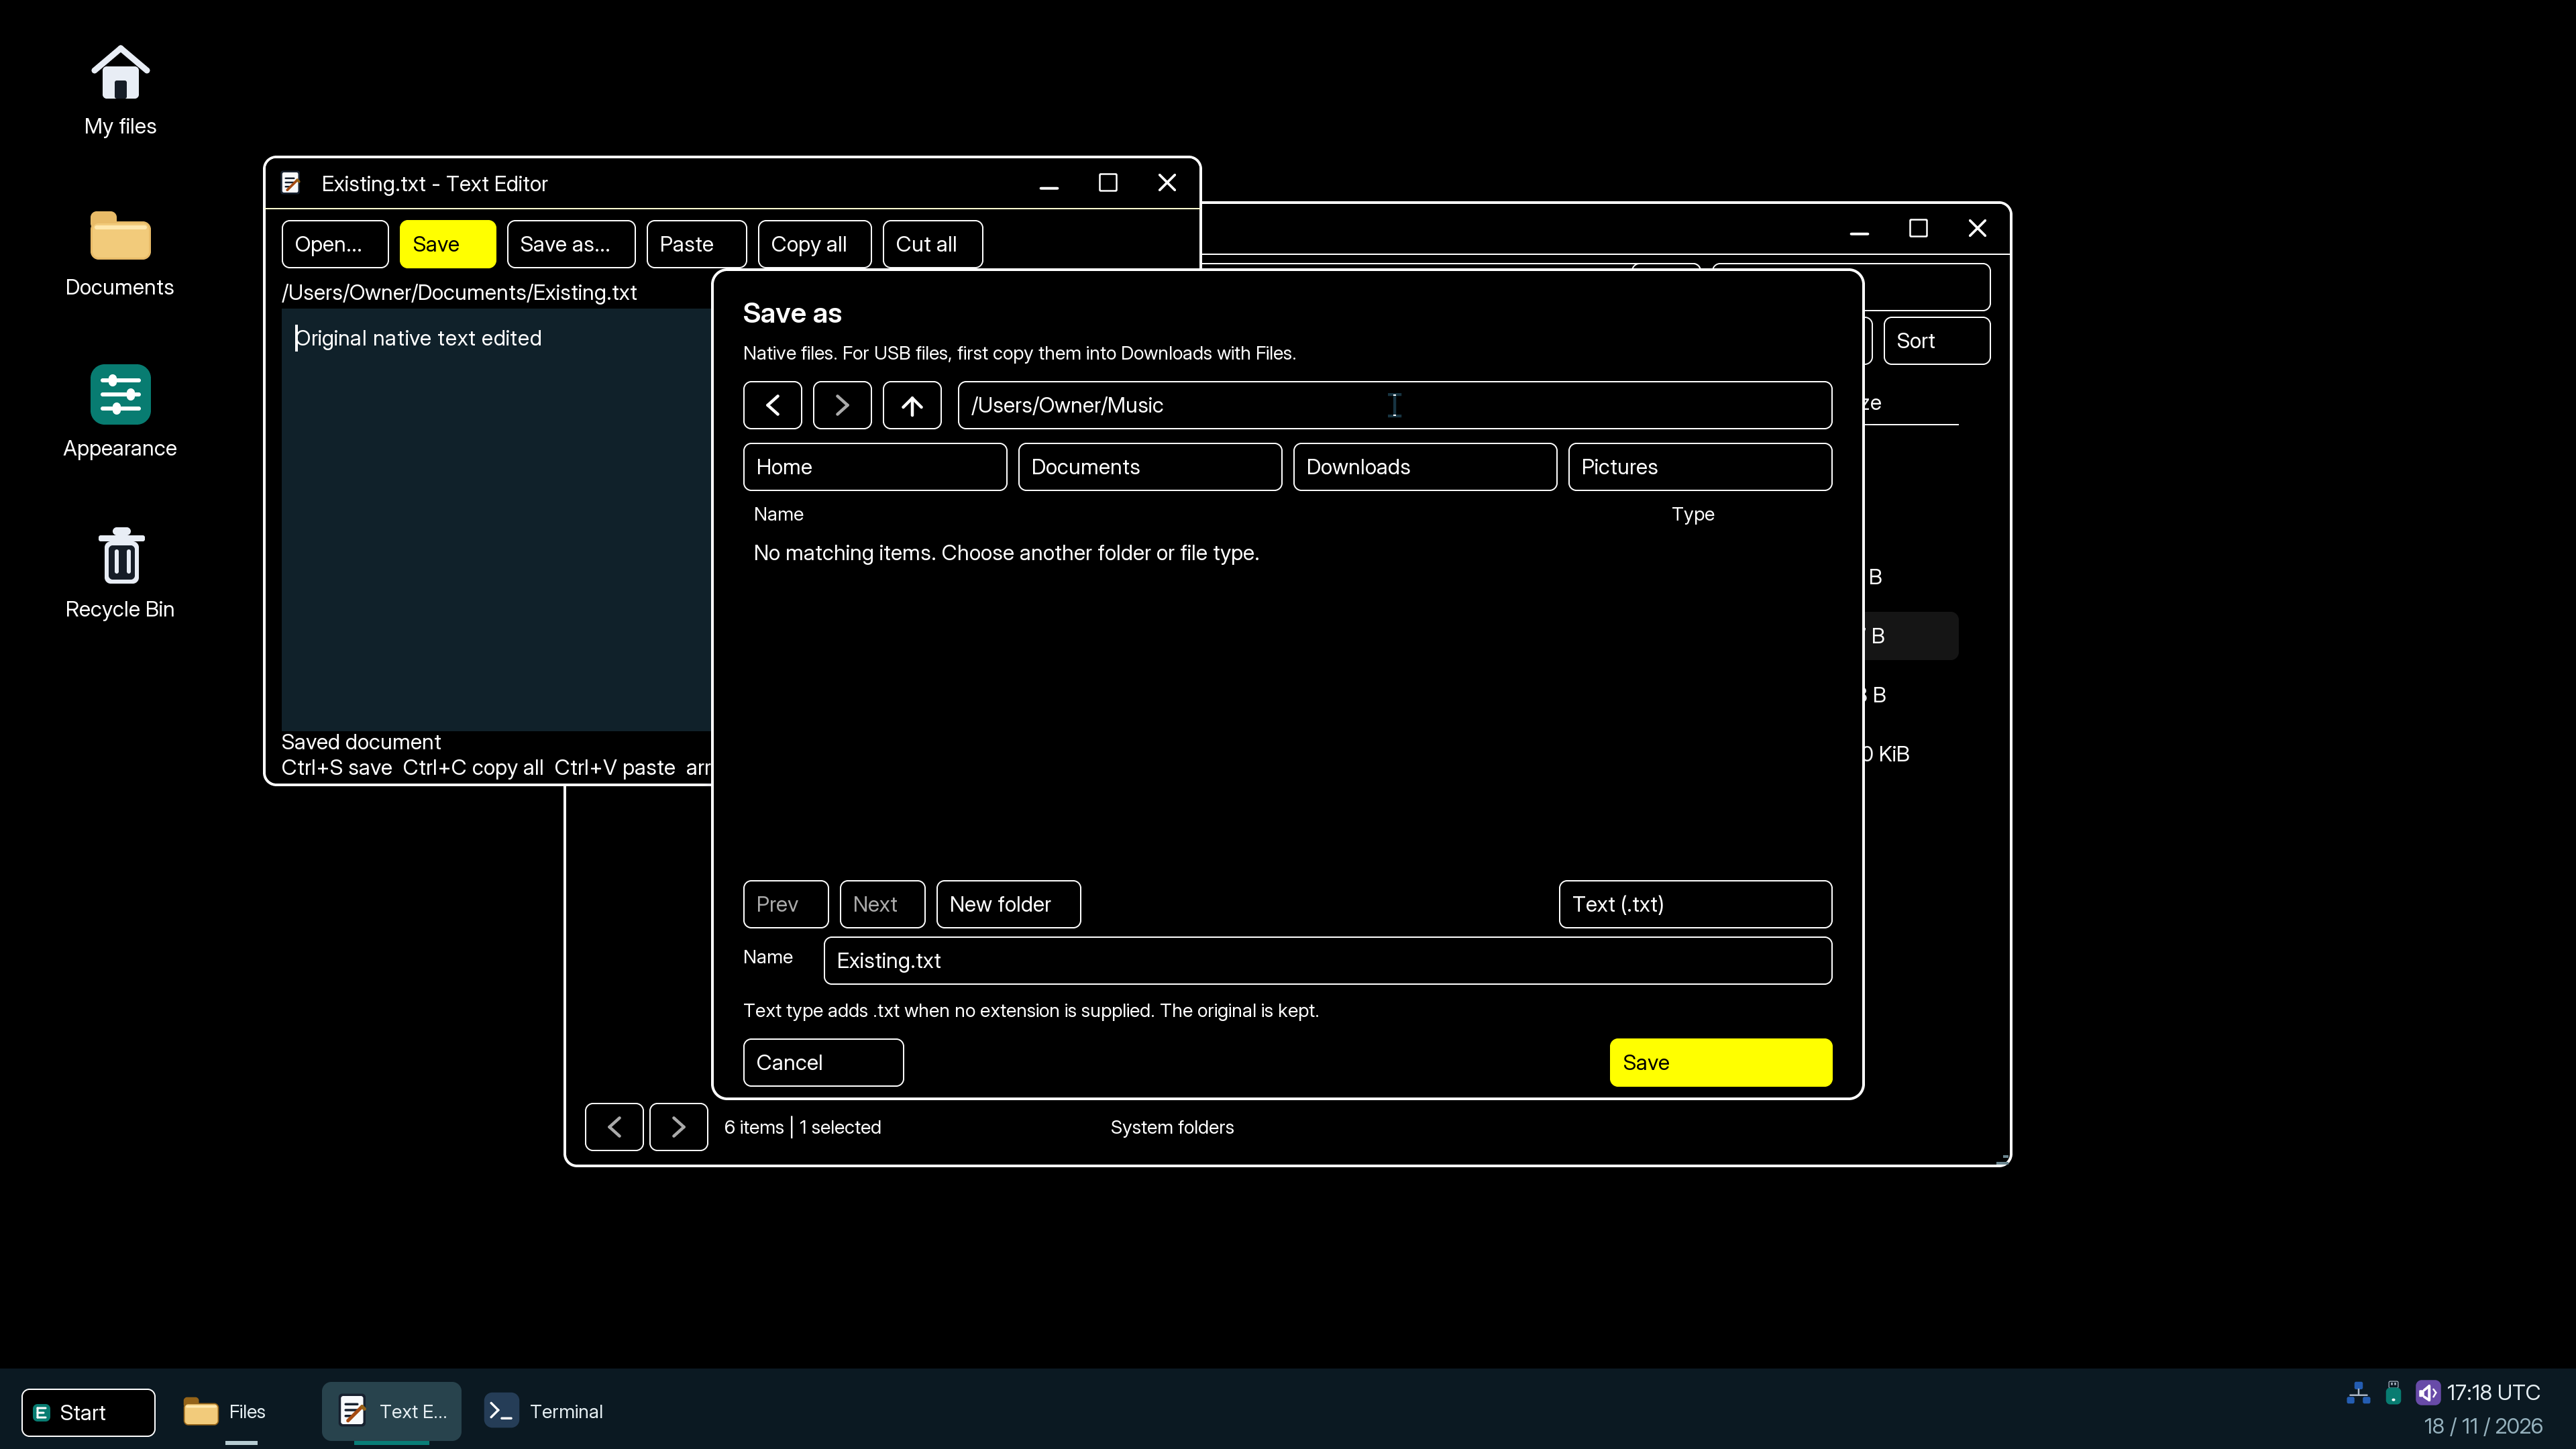 My files
Documents
Appearance
Recycle Bin
Existing.txt - Text Editor
Open...
Save
Save as...
Paste
Copy all
Cut all
/Users/Owner/Documents/Existing.txt
Original native text edited
Saved document
Ctrl+S save  Ctrl+C copy all  Ctrl+V paste
Sort
B
B
B
KiB
Save as
Native files. For USB files, first copy them into Downloads with Files.
/Users/Owner/Music
Home
Documents
Downloads
Pictures
Name
Type
No matching items. Choose another folder or file type.
Prev
Next
New folder
Text (.txt)
Name
Existing.txt
Text type adds .txt when no extension is supplied. The original is kept.
Cancel
Save
6 items | 1 selected
System folders
Start
Files
Text E...
Terminal
17:18 UTC
18 / 11 / 2026